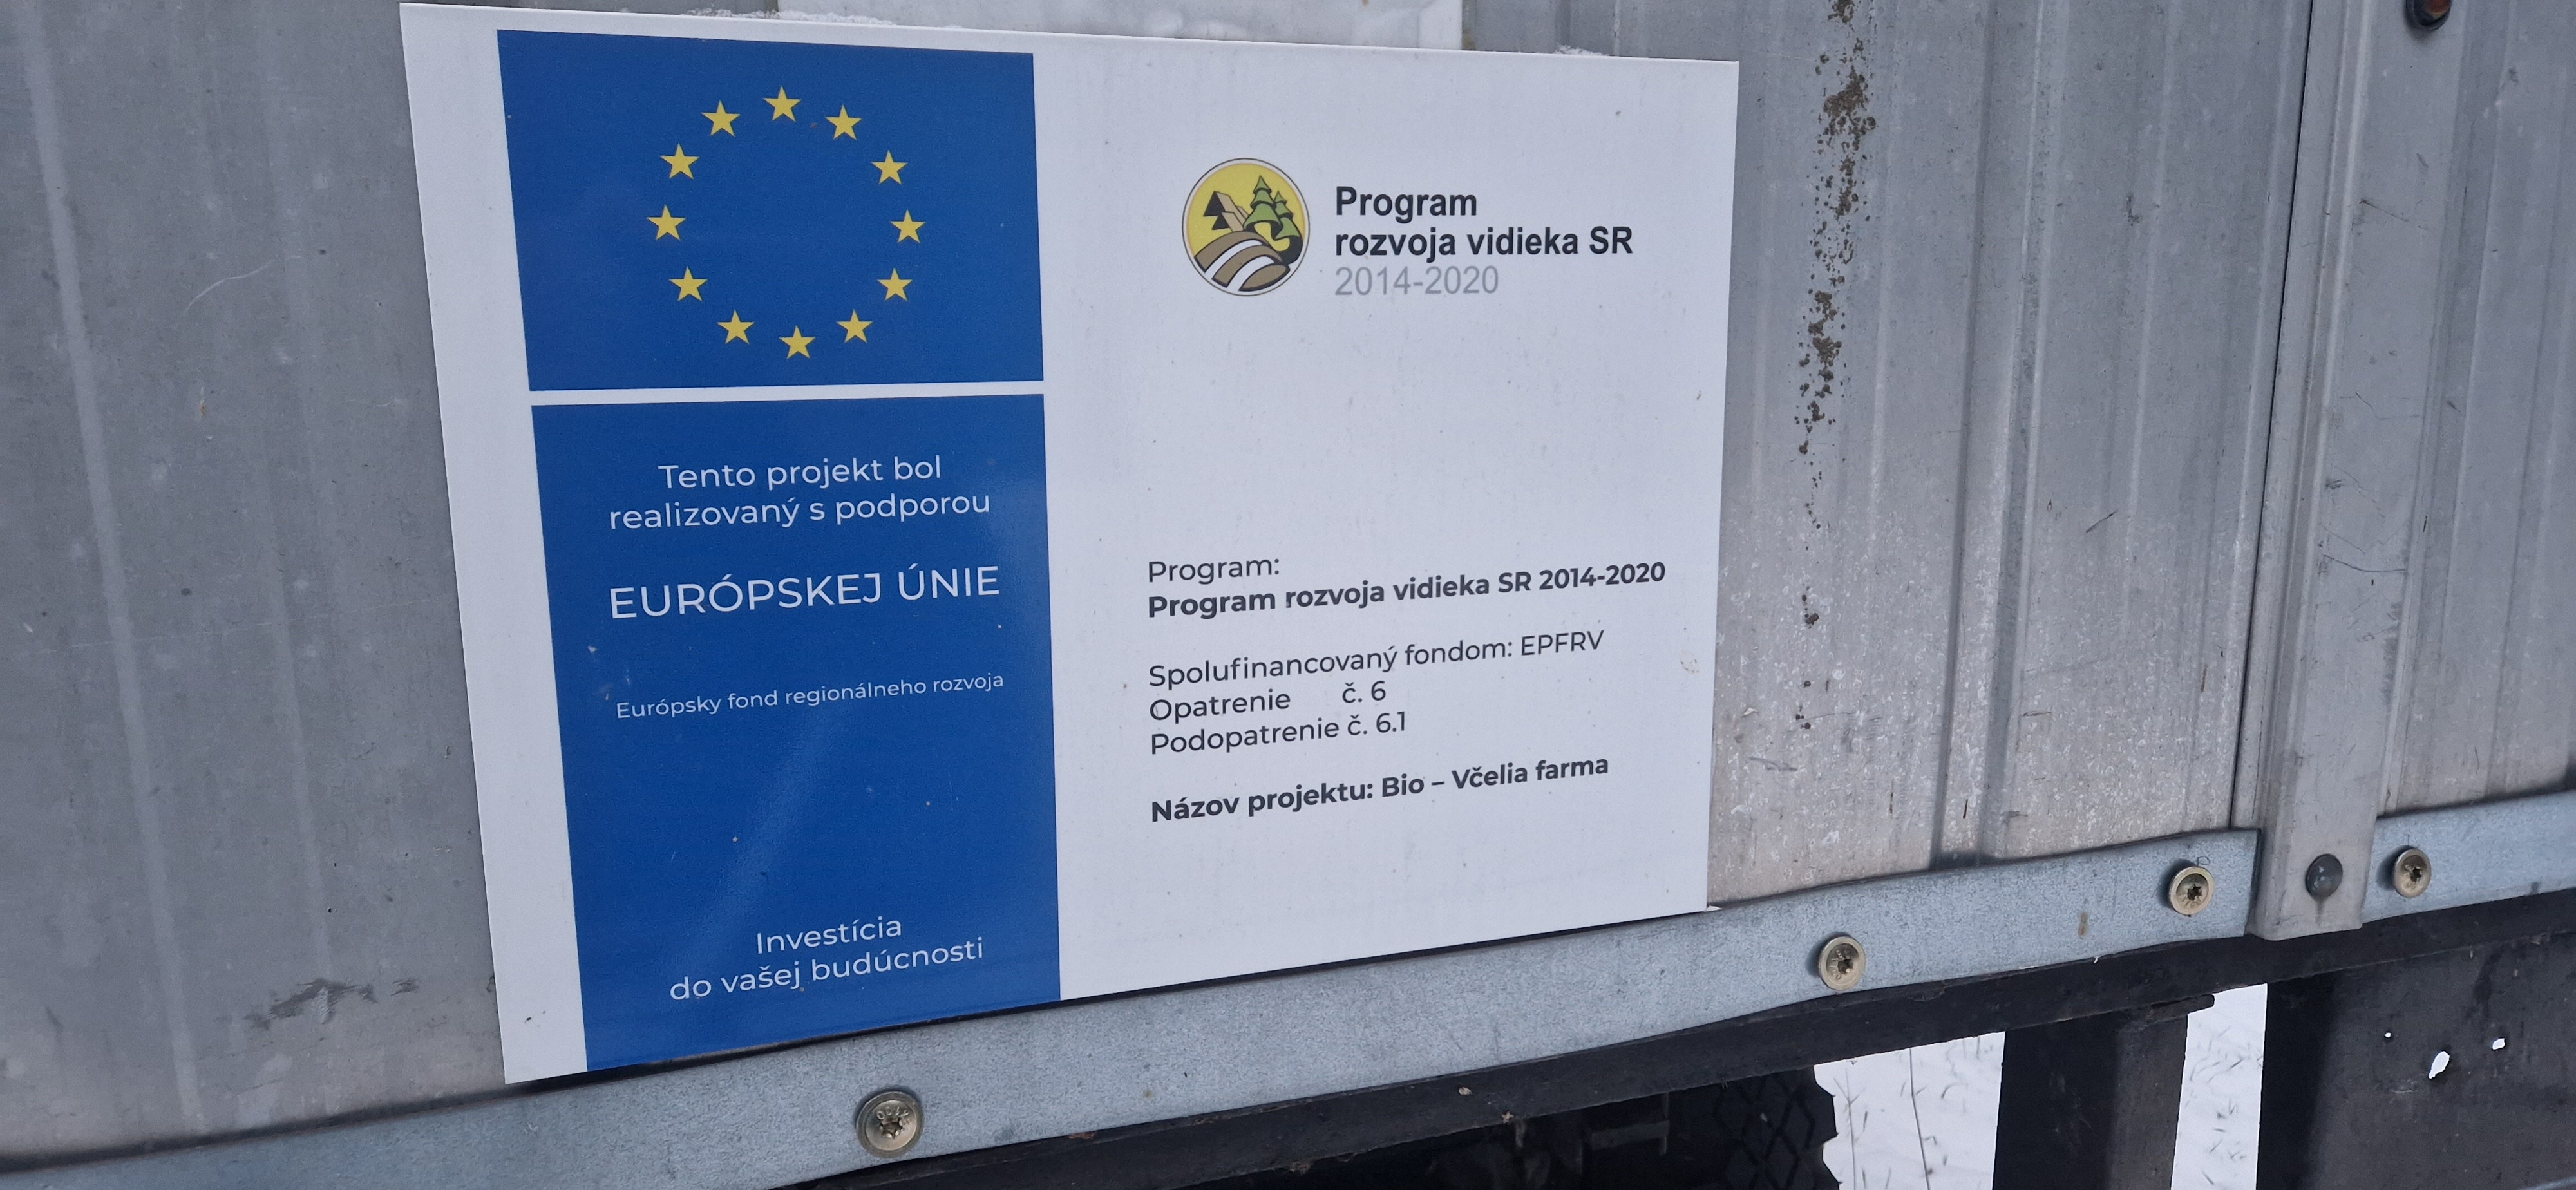 Tento projekt bol
realizovaný s podporou
EURÓPSKEJ ÚNIE
Európsky fond regionálneho rozvoja
Investícia
do vašej budúcnosti
Program
rozvoja vidieka SR
2014-2020
Program:
Program rozvoja vidieka SR 2014-2020
Spolufinancovaný fondom: EPFRV
Opatrenie č. 6
Podopatrenie č. 6.1
Názov projektu: Bio – Včelia farma